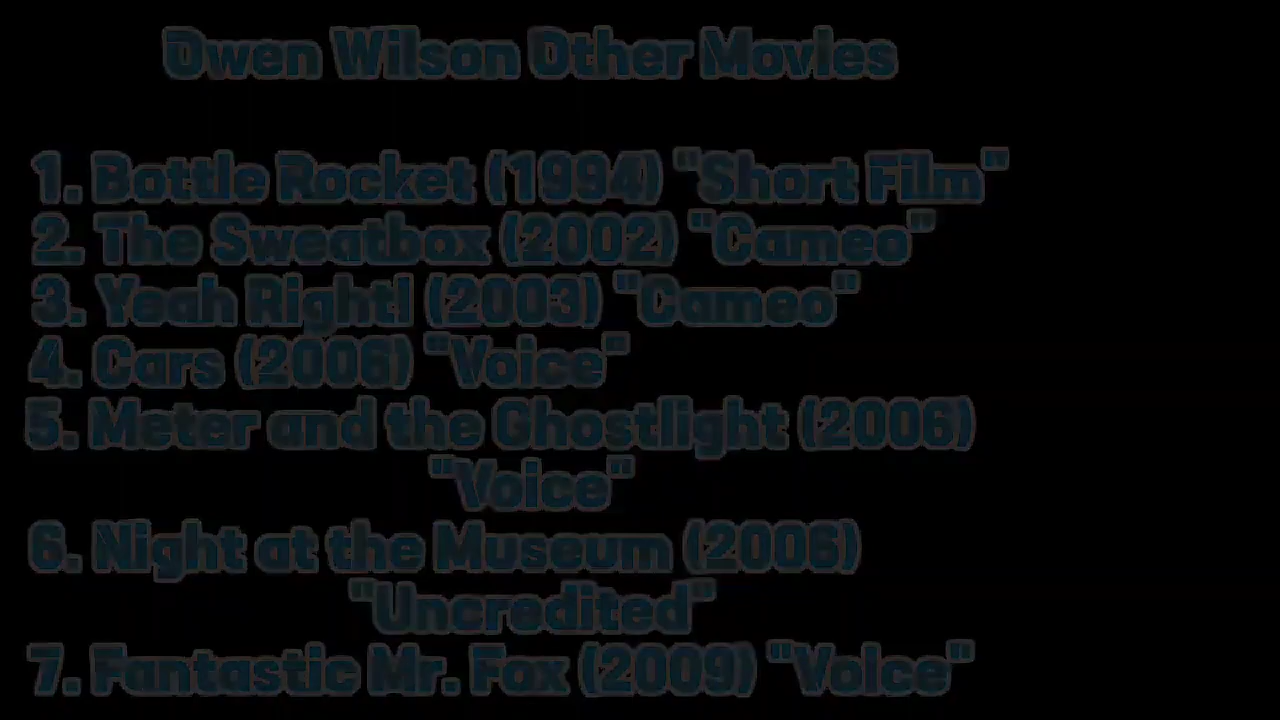 Owen Wilson Other Movies
1. Bottle Rocket (1994) "Short Film"
2. The Sweatbox (2002) "Cameo"
3. Yeah Right! (2003) "Cameo"
4. Cars (2006) "Voice"
5. Meter and the Ghostlight (2006)
"Voice"
6. Night at the Museum (2006)
"Uncredited"
7. Fantastic Mr. Fox (2009) "Voice"